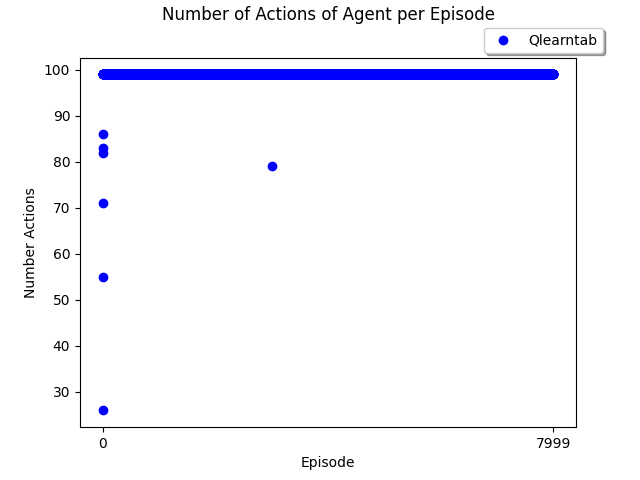 Number of Actions of Agent per Episode
Qlearntab
100
90
80
70
60
50
40
30
Number Actions
0
7999
Episode